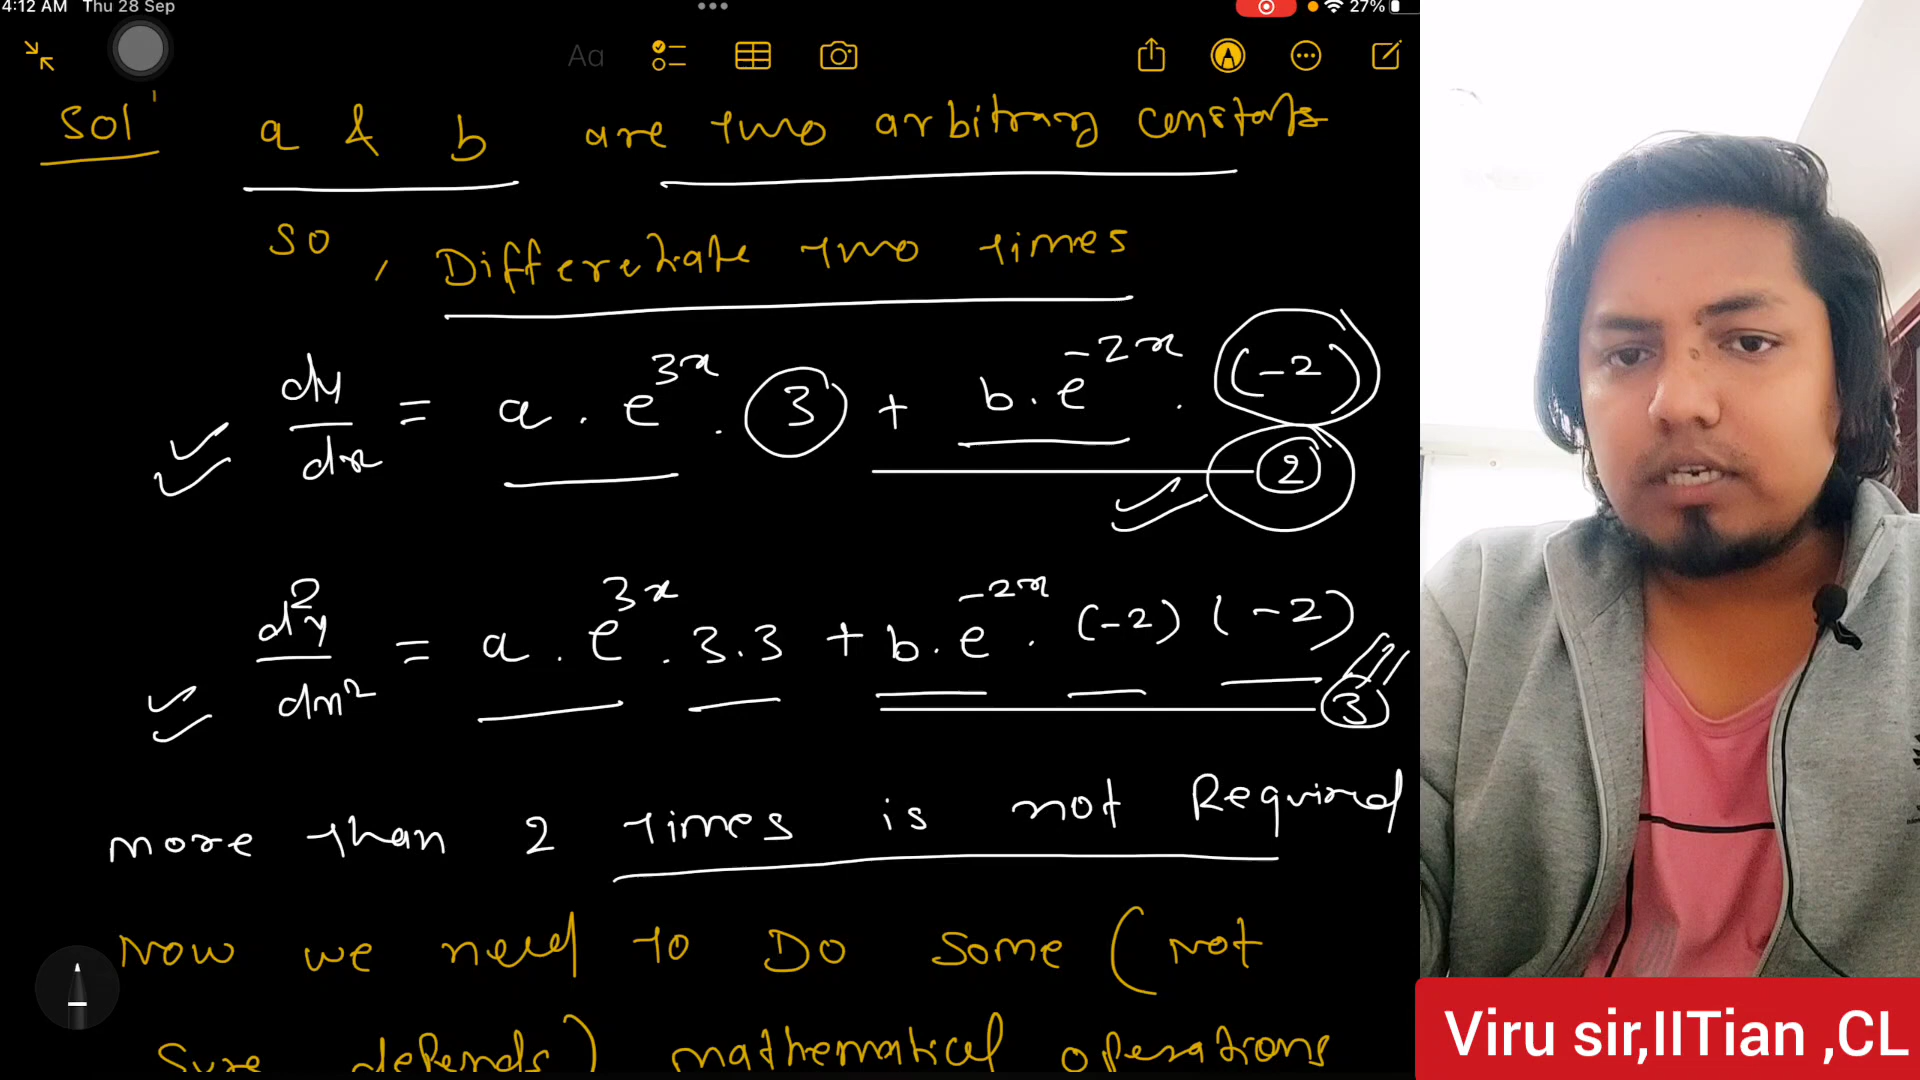 4:12 AM Thu 28 Sep
27%
Aa
Sol' a & b are two arbitrary constants
so, Differentiate two times
dy/dx = a . e^3x . 3 + b . e^-2x . (-2)
2
d²y/dx² = a . e^3x . 3.3 + b . e^-2x . (-2) (-2)
3
more than 2 times is not Required
Now we need to Do some (not
sure depends) mathematical operations
Viru sir,IITian ,CL